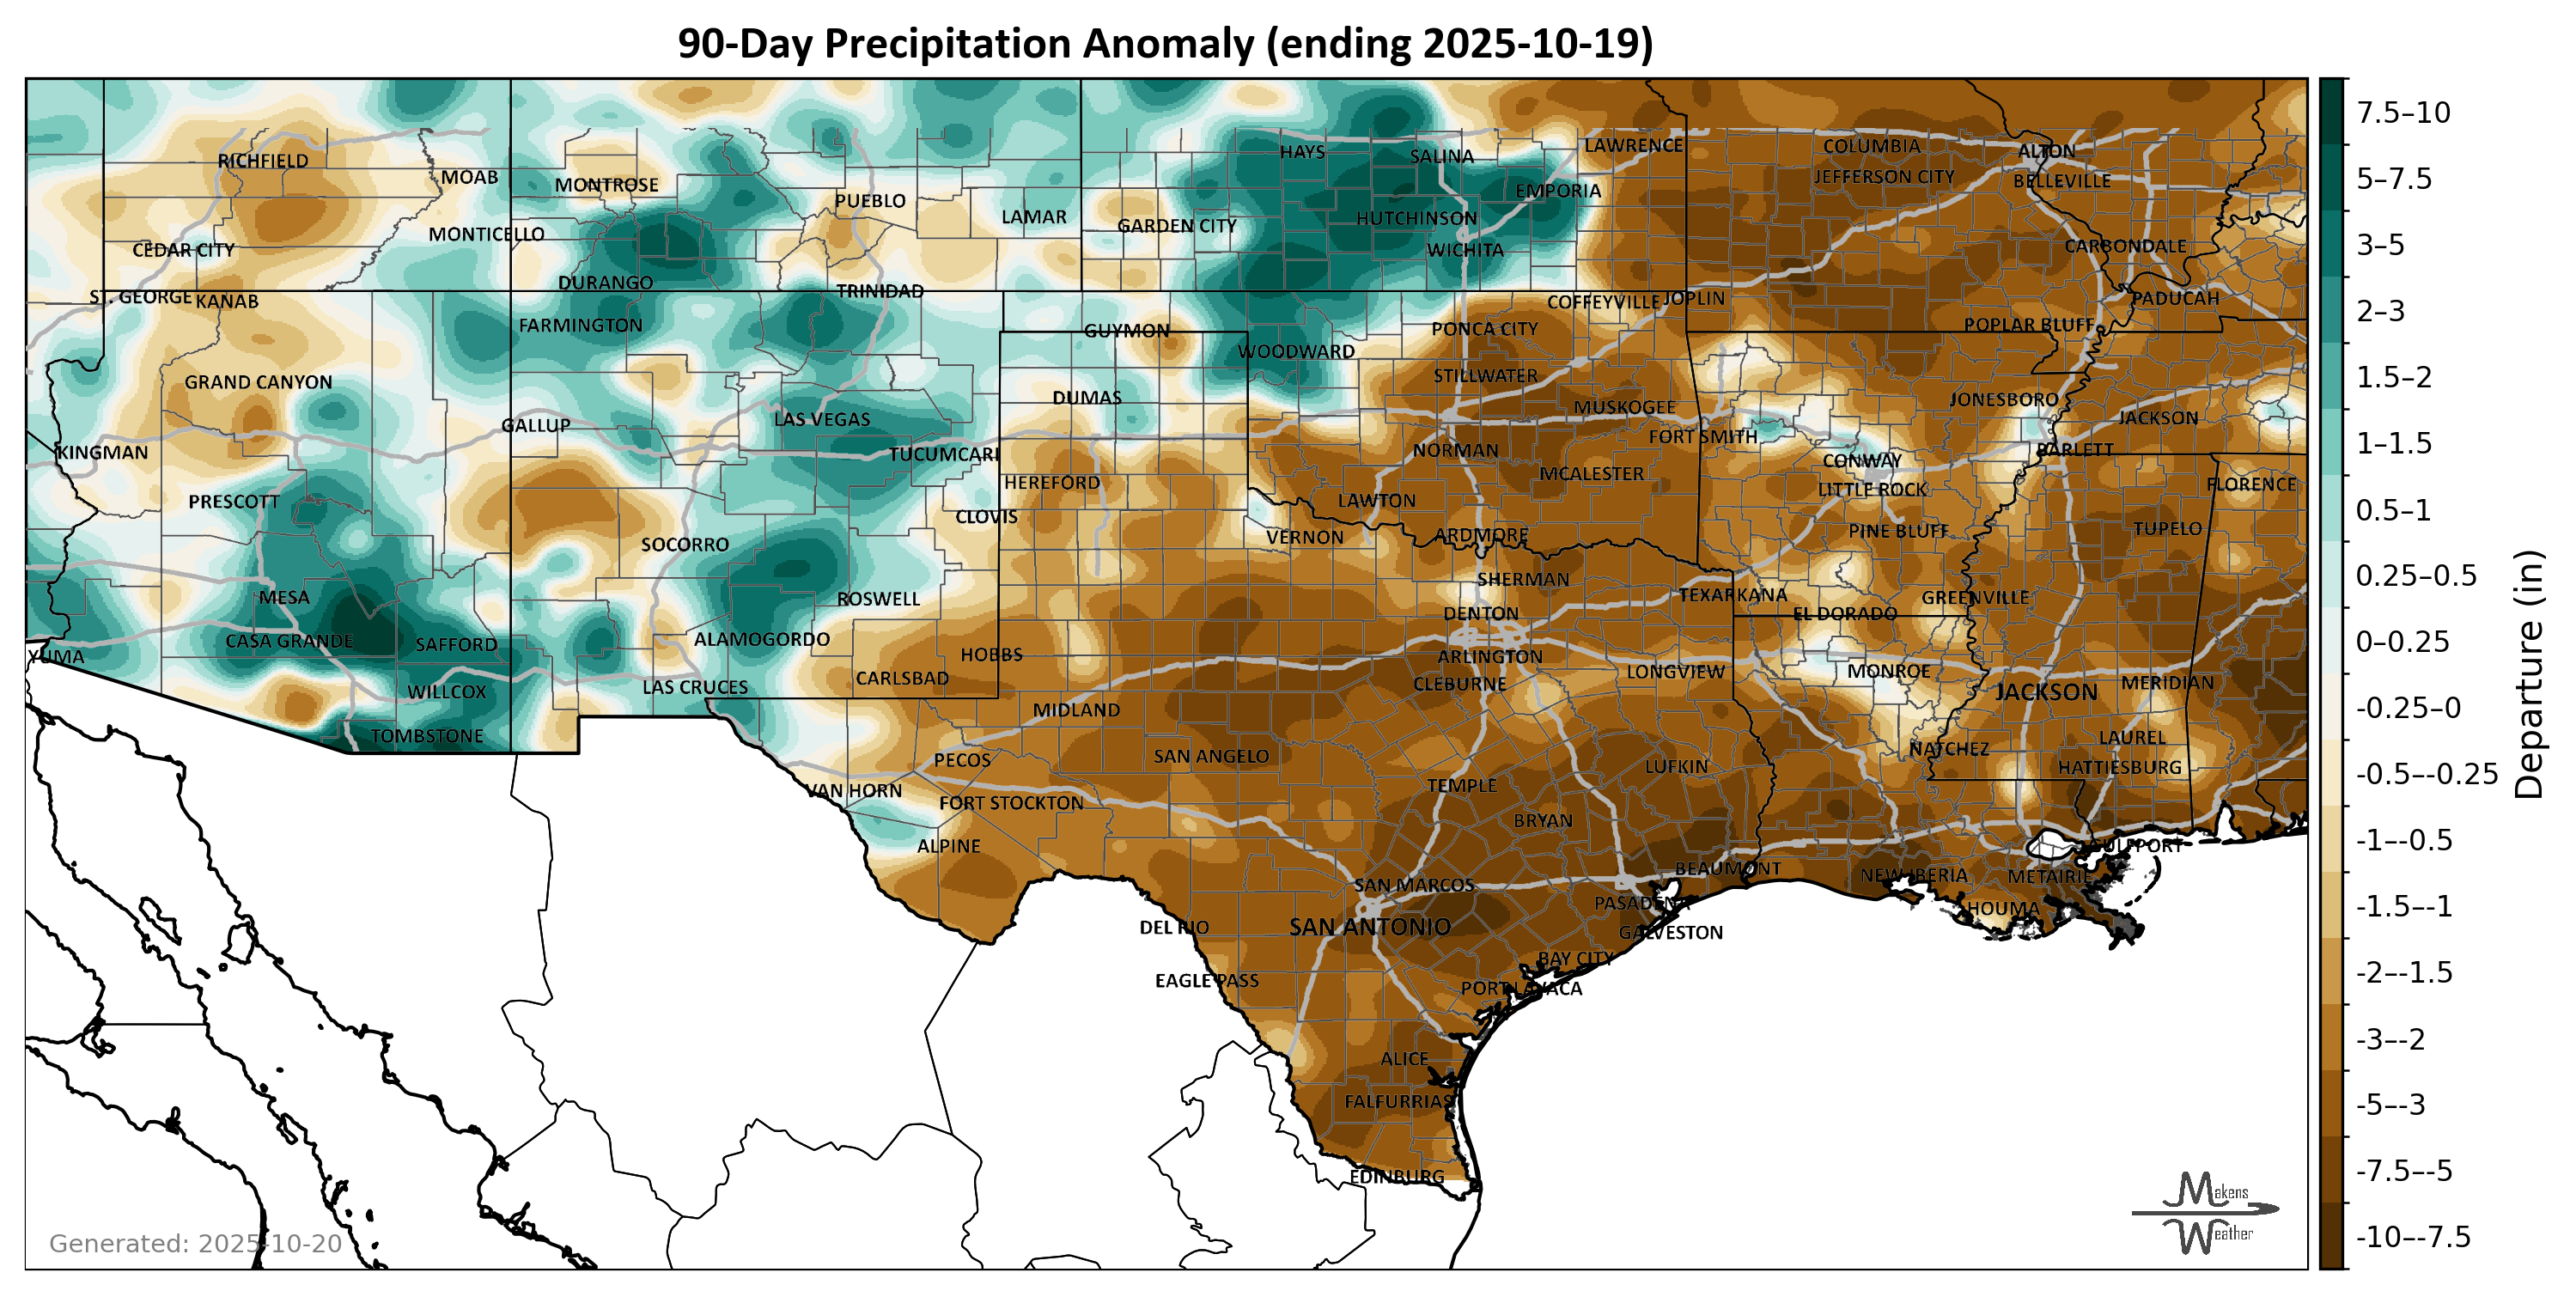 90-Day Precipitation Anomaly (ending 2025-10-19)
RICHFIELD
MOAB
MONTROSE
PUEBLO
LAMAR
HAYS
SALINA
LAWRENCE
COLUMBIA
ALTON
JEFFERSON CITY
BELLEVILLE
EMPORIA
GARDEN CITY
HUTCHINSON
WICHITA
CEDAR CITY
MONTICELLO
CARBONDALE
DURANGO
TRINIDAD
ST. GEORGE
KANAB
COFFEYVILLE
JOPLIN
PADUCAH
FARMINGTON
GUYMON
PONCA CITY
POPLAR BLUFF
WOODWARD
STILLWATER
GRAND CANYON
DUMAS
MUSKOGEE
JONESBORO
JACKSON
LAS VEGAS
GALLUP
FORT SMITH
KINGMAN
TUCUMCARI
NORMAN
BARLETT
CONWAY
MCALESTER
HEREFORD
LITTLE ROCK
FLORENCE
PRESCOTT
LAWTON
CLOVIS
PINE BLUFF
TUPELO
SOCORRO
VERNON
ARDMORE
SHERMAN
MESA
ROSWELL
TEXARKANA
GREENVILLE
DENTON
EL DORADO
CASA GRANDE
SAFFORD
ALAMOGORDO
YUMA
HOBBS
ARLINGTON
LONGVIEW
MONROE
CARLSBAD
CLEBURNE
LAS CRUCES
WILLCOX
JACKSON
MERIDIAN
MIDLAND
TOMBSTONE
LAUREL
NATCHEZ
SAN ANGELO
PECOS
LUFKIN
HATTIESBURG
VAN HORN
FORT STOCKTON
TEMPLE
BRYAN
ALPINE
GULFPORT
BEAUMONT
NEW IBERIA
METAIRIE
SAN MARCOS
PASADENA
HOUMA
DEL RIO
SAN ANTONIO
GALVESTON
BAY CITY
EAGLE PASS
PORT LAVACA
ALICE
FALFURRIAS
EDINBURG
7.5–10
5–7.5
3–5
2–3
1.5–2
1–1.5
0.5–1
0.25–0.5
0–0.25
-0.25–0
-0.5–-0.25
-1–-0.5
-1.5–-1
-2–-1.5
-3–-2
-5–-3
-7.5–-5
-10–-7.5
Departure (in)
Generated: 2025-10-20
Makens
Weather